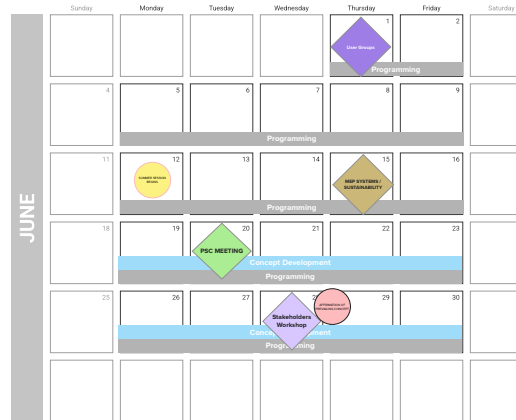 Sunday Monday Tuesday Wednesday Thursday Friday Saturday
JUNE
1 2
User Groups
Programming
4 5 6 7 8 9
Programming
11 12 13 14 15 16
SUMMER SESSION
BEGINS
MEP SYSTEMS /
SUSTAINABILITY
Programming
18 19 20 21 22 23
PSC MEETING
Concept Development
Programming
25 26 27 29 30
Stakeholders
Workshop
Programming